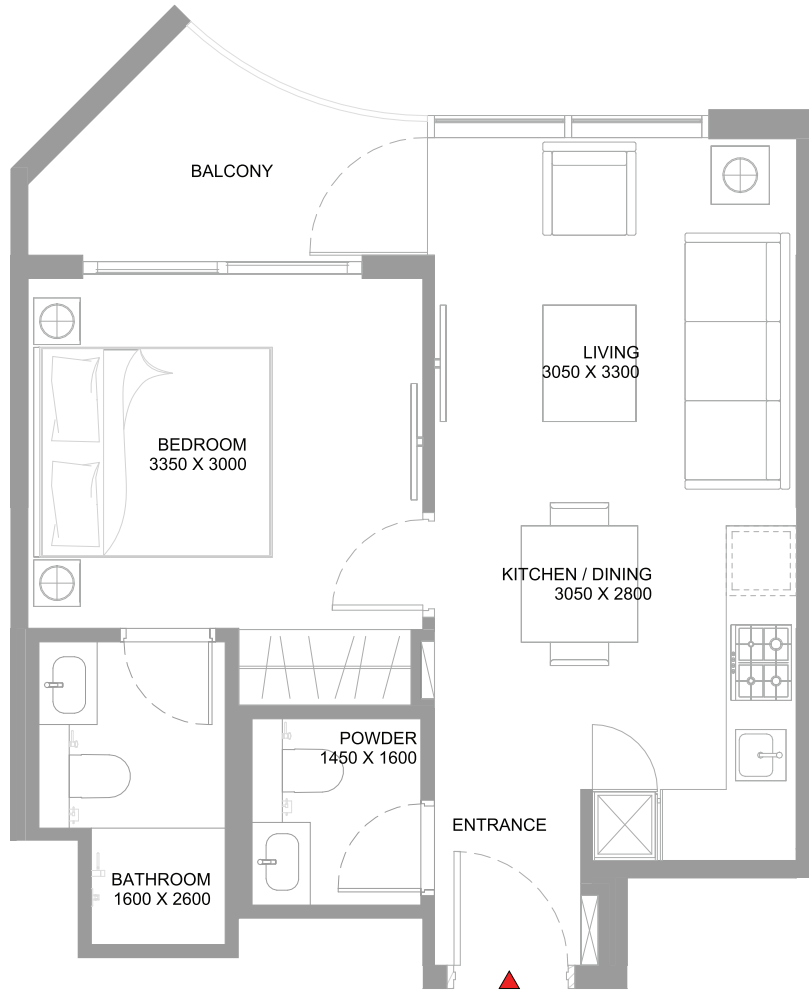 BALCONY
LIVING
3050 X 3300
BEDROOM
3350 X 3000
KITCHEN / DINING
3050 X 2800
POWDER
1450 X 1600
ENTRANCE
BATHROOM
1600 X 2600